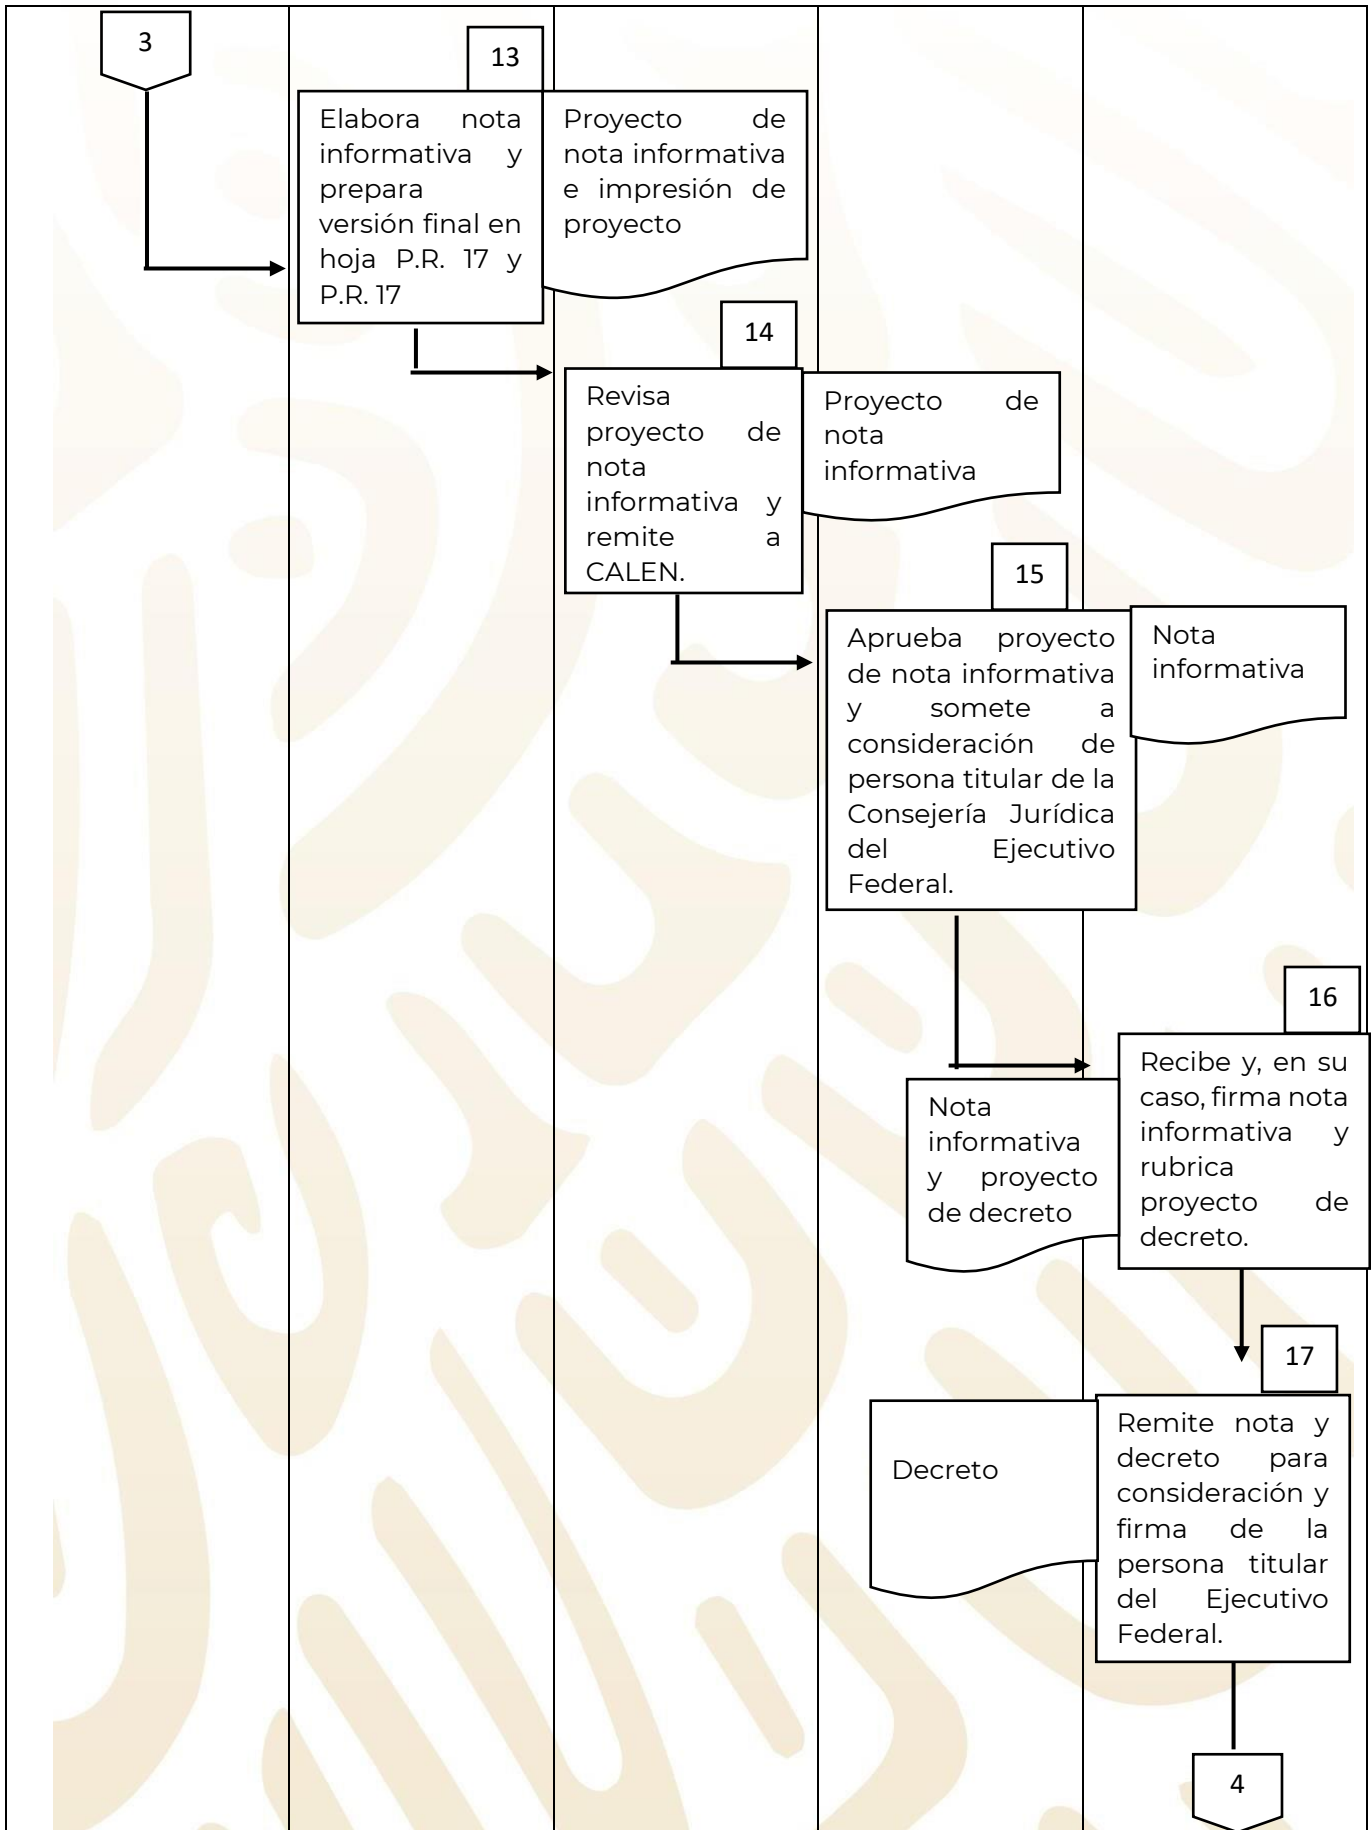 3
13
Elabora nota
informativa y
prepara
versión final en
hoja P.R. 17 y
P.R. 17
Proyecto de
nota informativa
e impresión de
proyecto
14
Revisa
proyecto de
nota
informativa y
remite a
CALEN.
Proyecto de
nota
informativa
15
Aprueba proyecto
de nota informativa
y somete a
consideración de
persona titular de la
Consejería Jurídica
del Ejecutivo
Federal.
Nota
informativa
16
Recibe y, en su
caso, firma nota
informativa y
rubrica
proyecto de
decreto.
Nota
informativa
y proyecto
de decreto
17
Remite nota y
decreto para
consideración y
firma de la
persona titular
del Ejecutivo
Federal.
Decreto
4